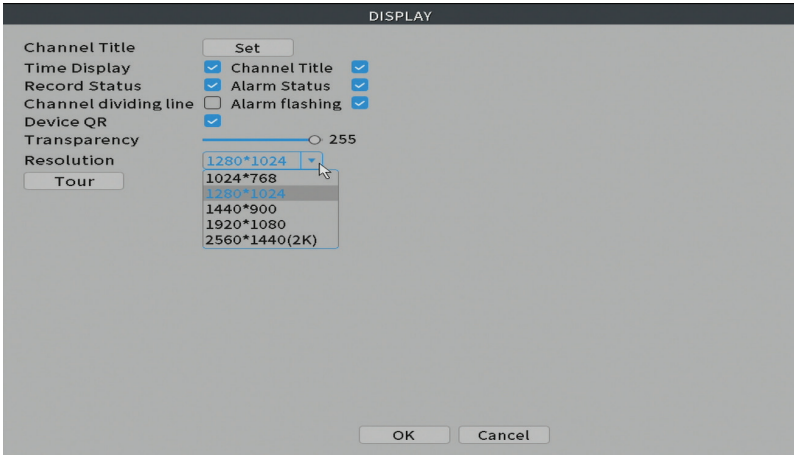 DISPLAY
Channel Title Set
Time Display Channel Title
Record Status Alarm Status
Channel dividing line Alarm flashing
Device QR
Transparency 255
Resolution 1280*1024
Tour
1024*768
1280*1024
1440*900
1920*1080
2560*1440(2K)
OK Cancel